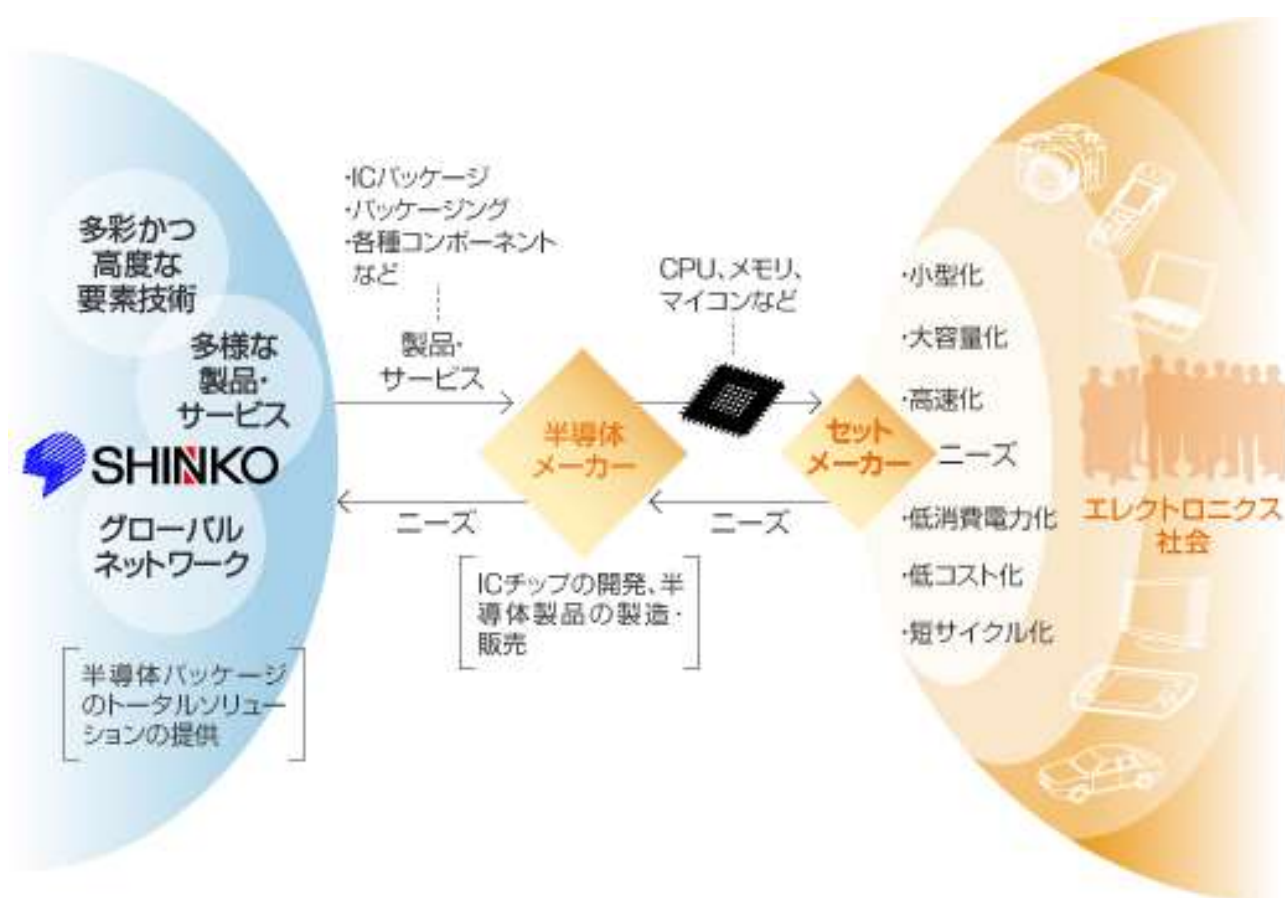 多彩かつ
高度な
要素技術
多様な
製品・
サービス
SHINKO
グローバル
ネットワーク
半導体パッケージ
のトータルソリュー
ションの提供
・ICパッケージ
・パッケージング
・各種コンポーネント
など
製品・
サービス
ニーズ
半導体
メーカー
ICチップの開発、半
導体製品の製造・
販売
CPU、メモリ、
マイコンなど
ニーズ
セット
メーカー
・小型化
・大容量化
・高速化
ニーズ
・低消費電力化
・低コスト化
・短サイクル化
エレクトロニクス
社会